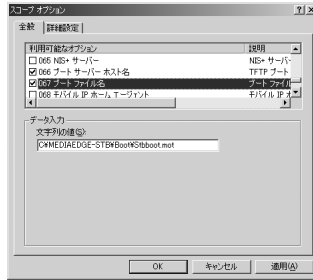 スコープ オプション
全般
詳細設定
利用可能なオプション 説明
065 NIS+ サーバー NIS+ サーバ
066 ブート サーバー ホスト名 TFTP ブート
067 ブート ファイル名 ブート ファイル
068 モバイル IP ホーム エージェント モバイル IP ホ
データ入力
文字列の値(S):
C¥MEDIAEDGE-STB¥Boot¥Stbboot.mot
OK キャンセル 適用(A)